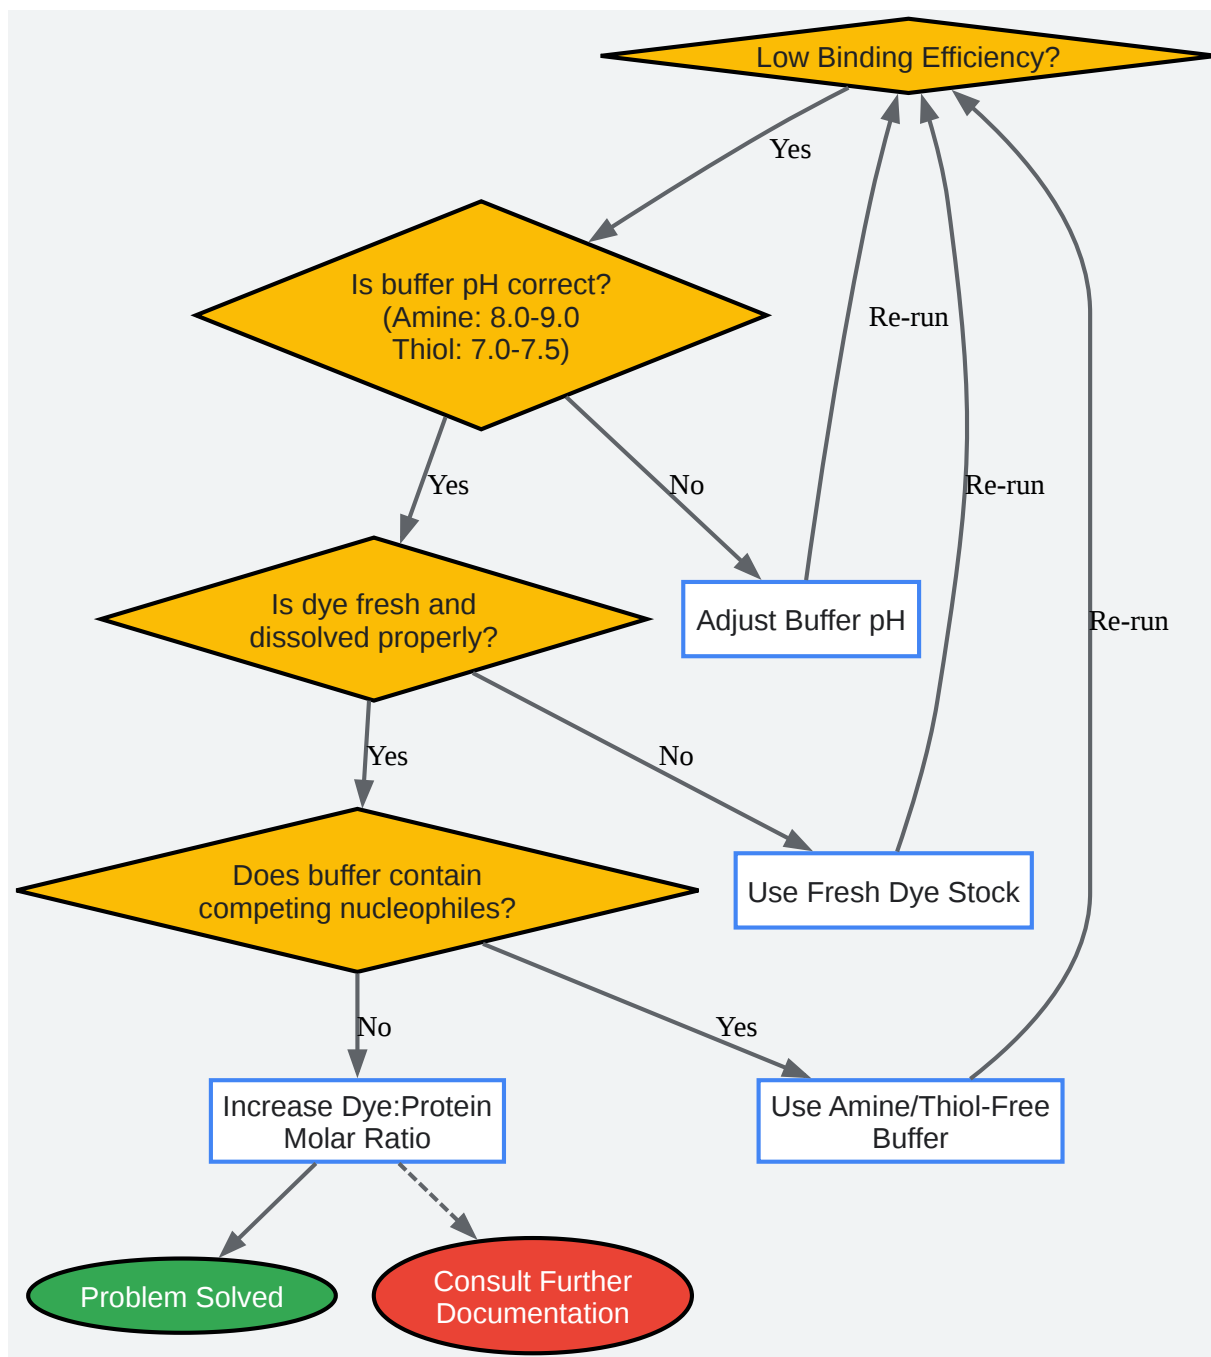 Low Binding Efficiency?
Yes
Is buffer pH correct?
(Amine: 8.0-9.0
Thiol: 7.0-7.5)
Re-run
Yes
No
Re-run
Is dye fresh and
dissolved properly?
Adjust Buffer pH
Re-run
Yes
No
Does buffer contain
competing nucleophiles?
Use Fresh Dye Stock
No
Yes
Increase Dye:Protein
Molar Ratio
Use Amine/Thiol-Free
Buffer
Problem Solved
Consult Further
Documentation